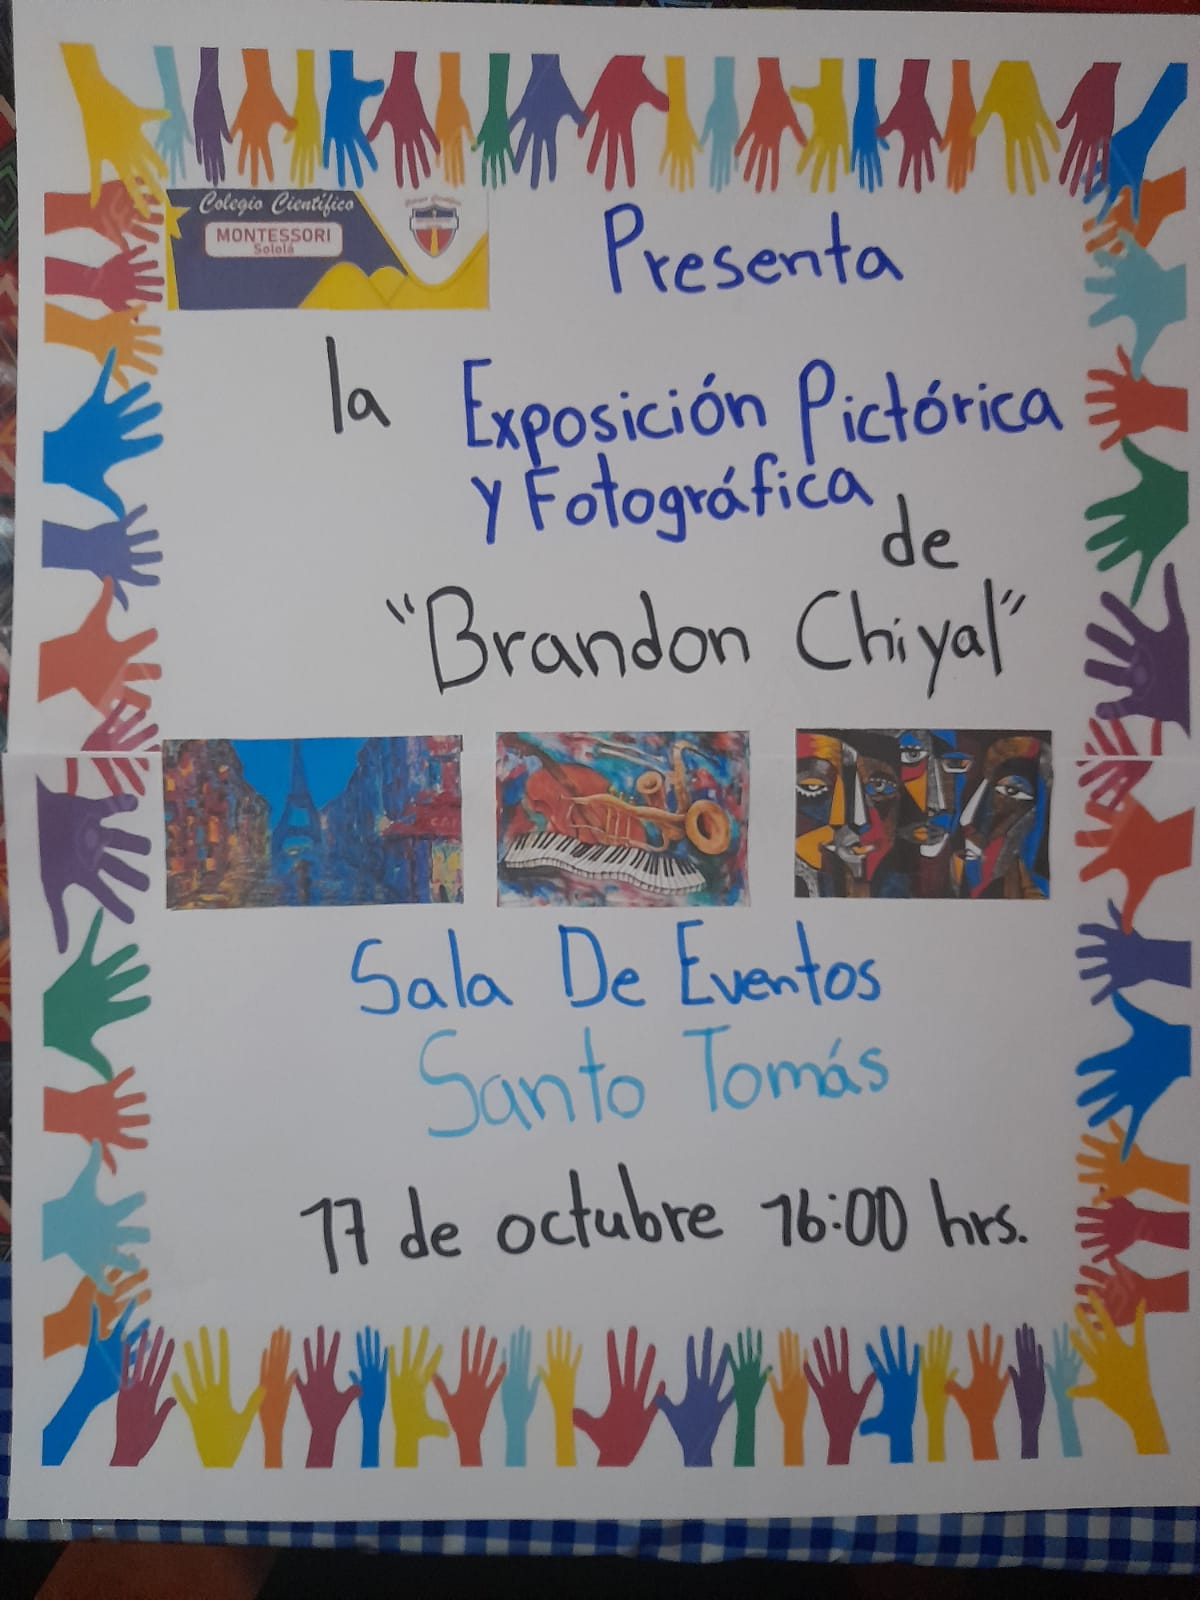 Colegio Científico
MONTESSORI
Sololá
Presenta
la Exposición Pictórica
y Fotográfica de
"Brandon Chiyal"
Sala De Eventos
Santo Tomás
17 de octubre 16:00 hrs.